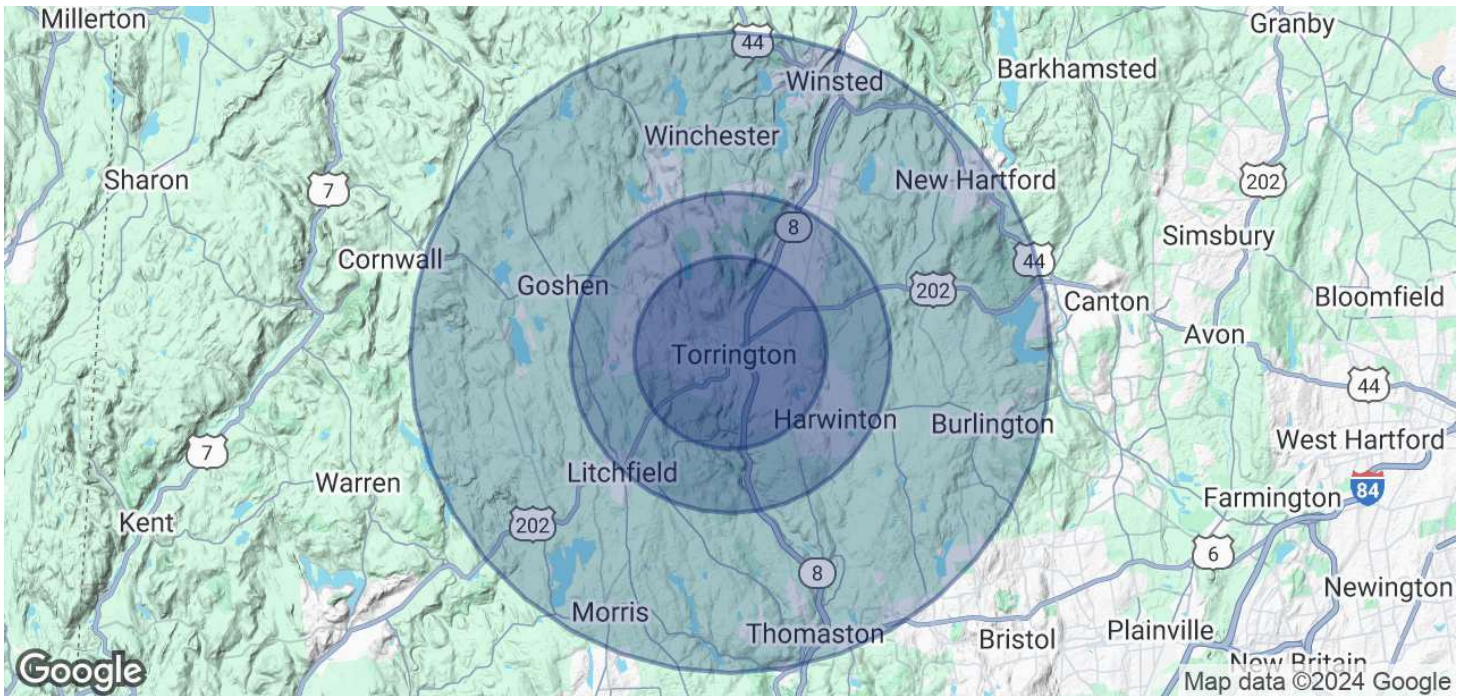 Millerton
Granby
44
Winsted
Barkhamsted
Winchester
Sharon
7
New Hartford
202
8
Simsbury
Cornwall
44
Goshen
202
Canton
Bloomfield
Avon
Torrington
44
Harwinton
Burlington
West Hartford
7
Litchfield
Warren
84
Farmington
Kent
202
6
8
Newington
Morris
Thomaston
Bristol
Plainville
New Britain
Google
Map data ©2024 Google